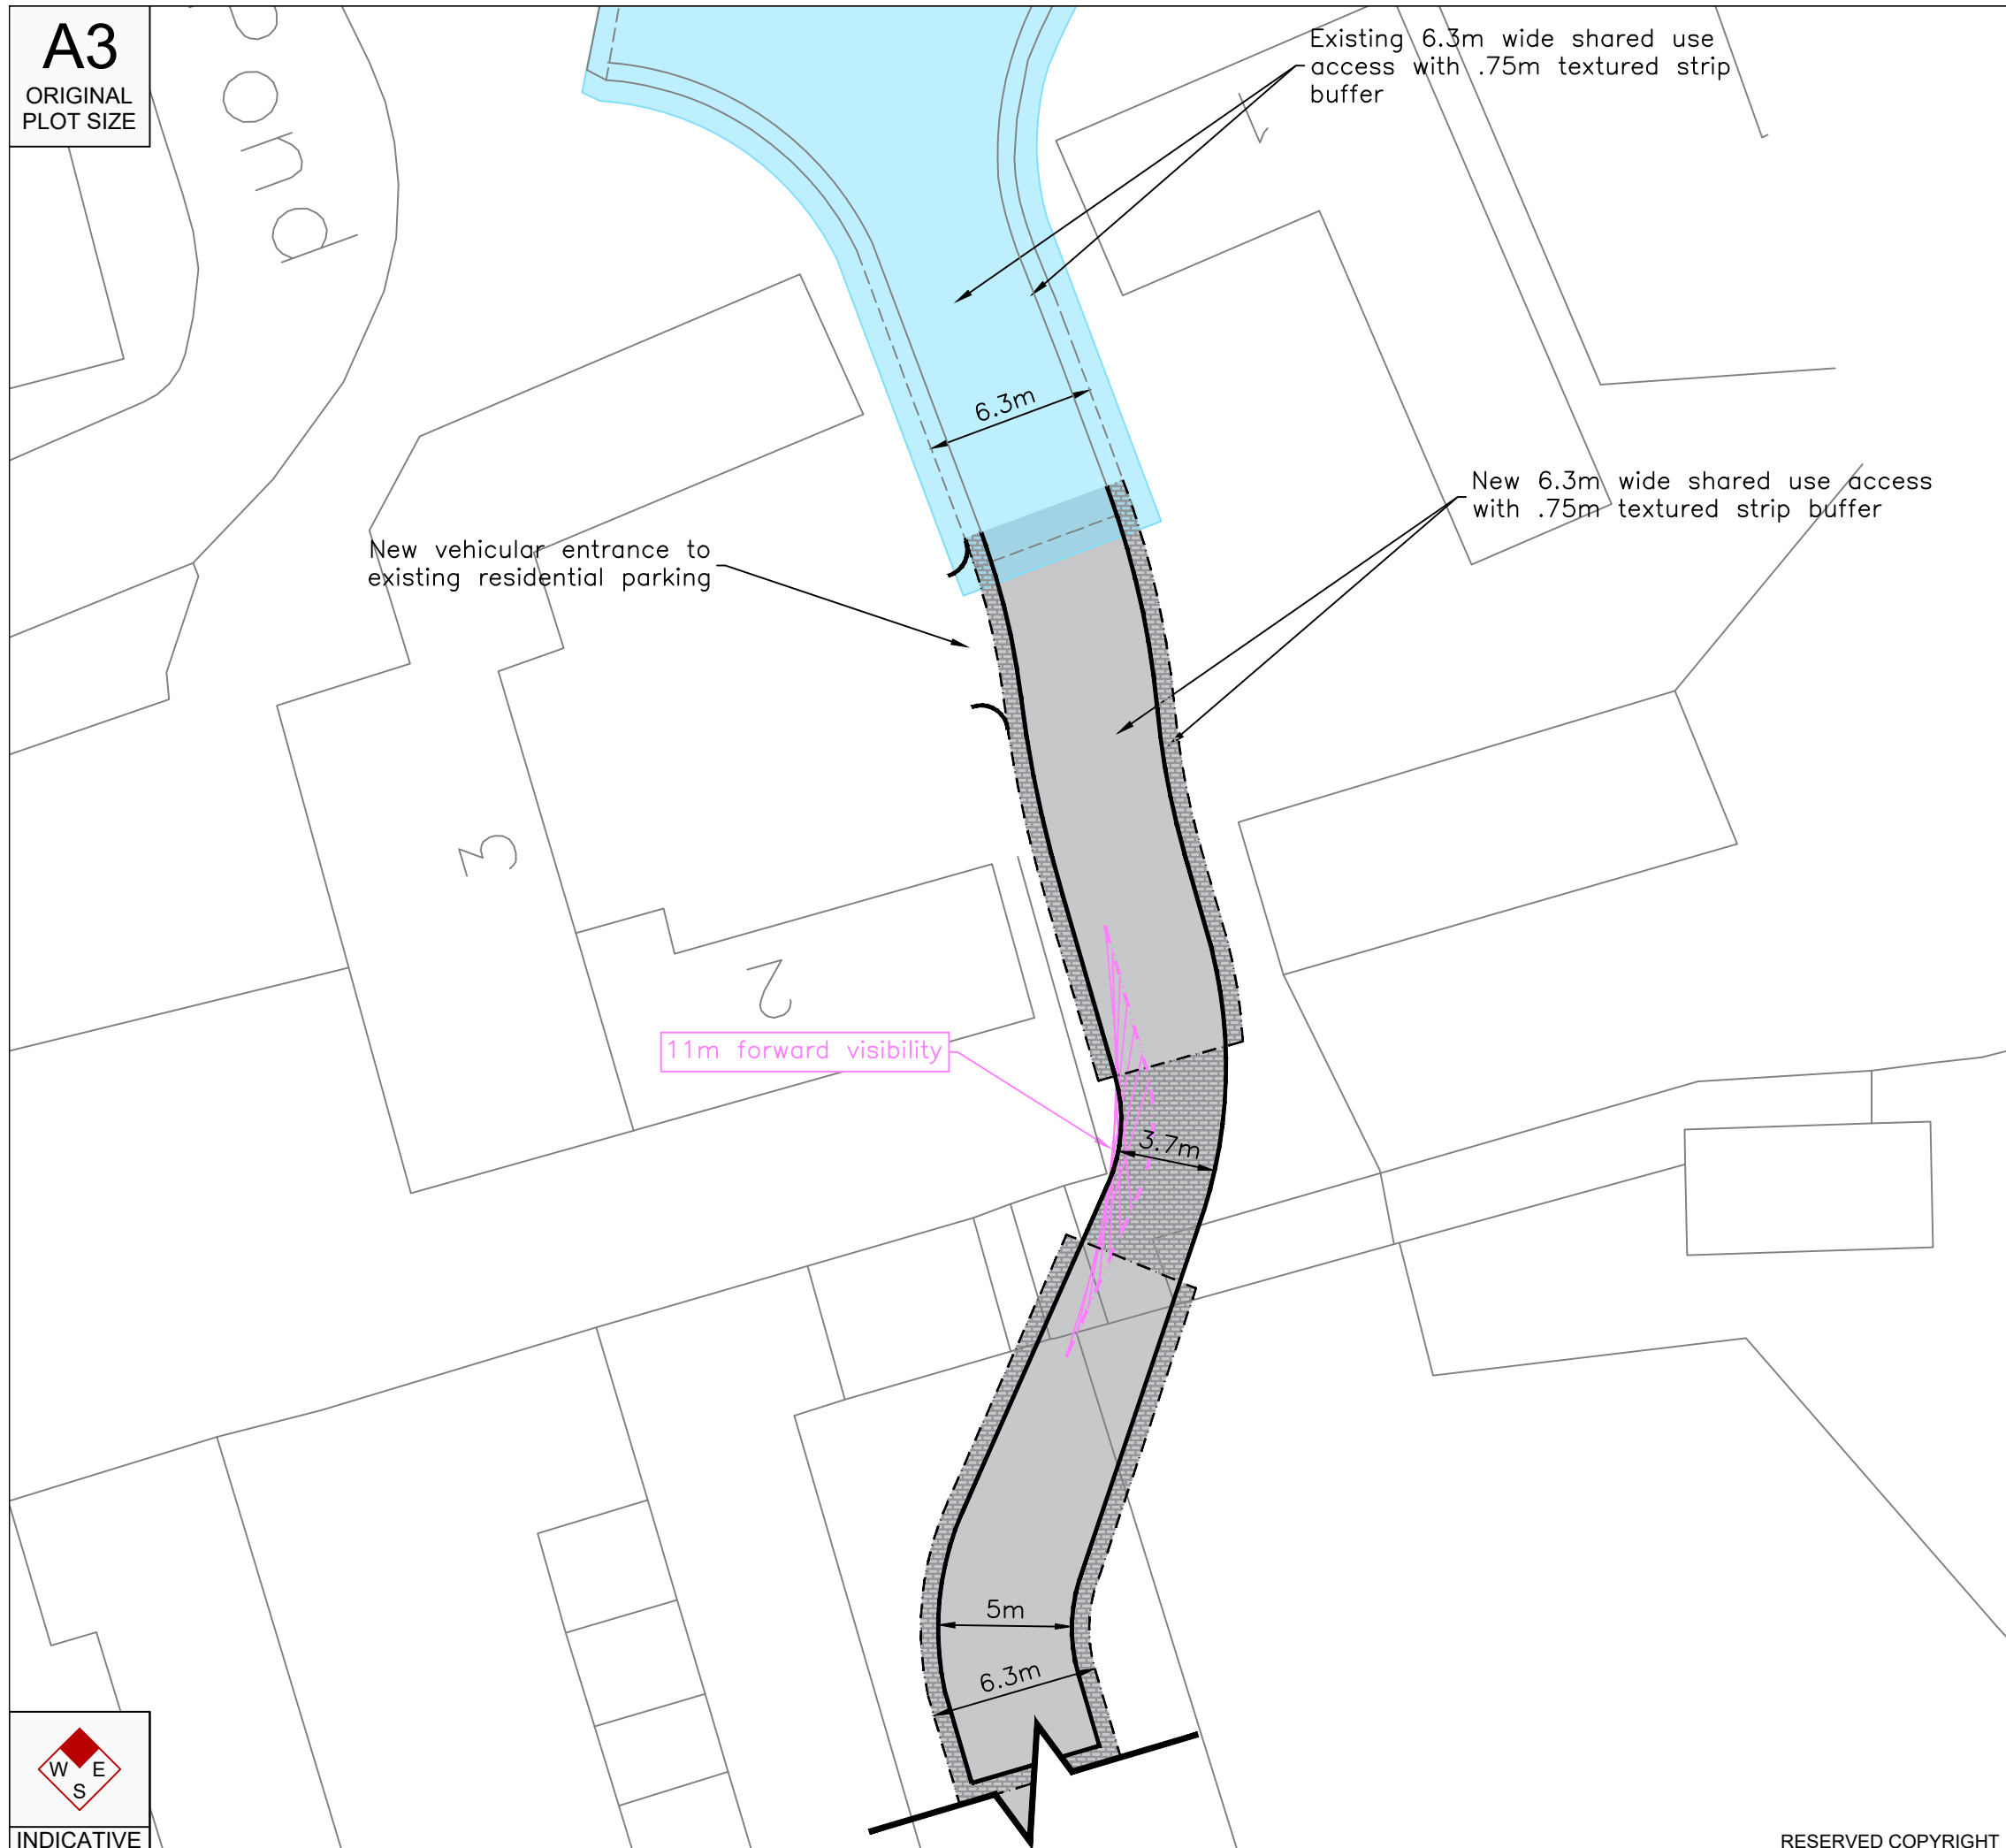 A3
ORIGINAL
PLOT SIZE
Existing 6.3m wide shared use
access with .75m textured strip
buffer
6.3m
New 6.3m wide shared use access
with .75m textured strip buffer
New vehicular entrance to
existing residential parking
3
2
11m forward visibility
3.7m
5m
6.3m
W E
S
INDICATIVE
RESERVED COPYRIGHT